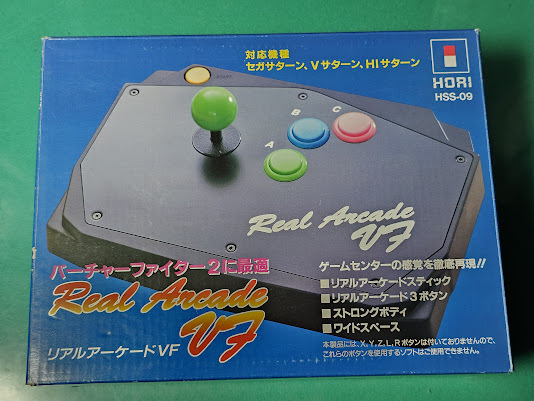 対応機種
セガサターン、Vサターン、HIサターン
HORI
HSS-09
START
A
B
C
Real Arcade
VF
バーチャーファイター2に最適
Real Arcade
VF
リアルアーケードVF
ゲームセンターの感覚を徹底再現!!
■リアルアーケードスティック
■リアルアーケード3ボタン
■ストロングボディ
■ワイドスペース
本製品には、X,Y,Z,L,Rボタンは付いておりませんので、
これらのボタンを使用するソフトはご使用できません。